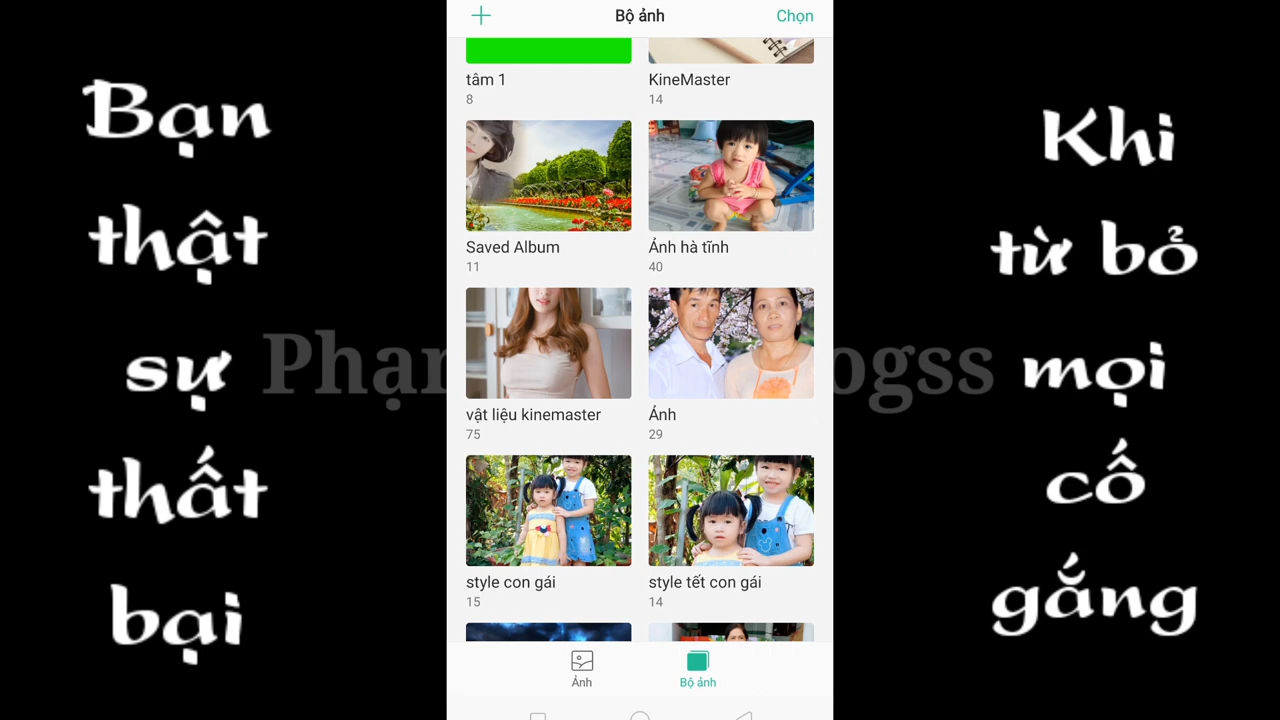 Bạn
thật
sự
thất
bại
Bộ ảnh
Chọn
tâm 1
8
KineMaster
14
Saved Album
11
Ảnh hà tĩnh
40
vật liệu kinemaster
75
Ảnh
29
style con gái
15
style tết con gái
14
Ảnh
Bộ ảnh
Khi
từ bỏ
mọi
cố
gắng